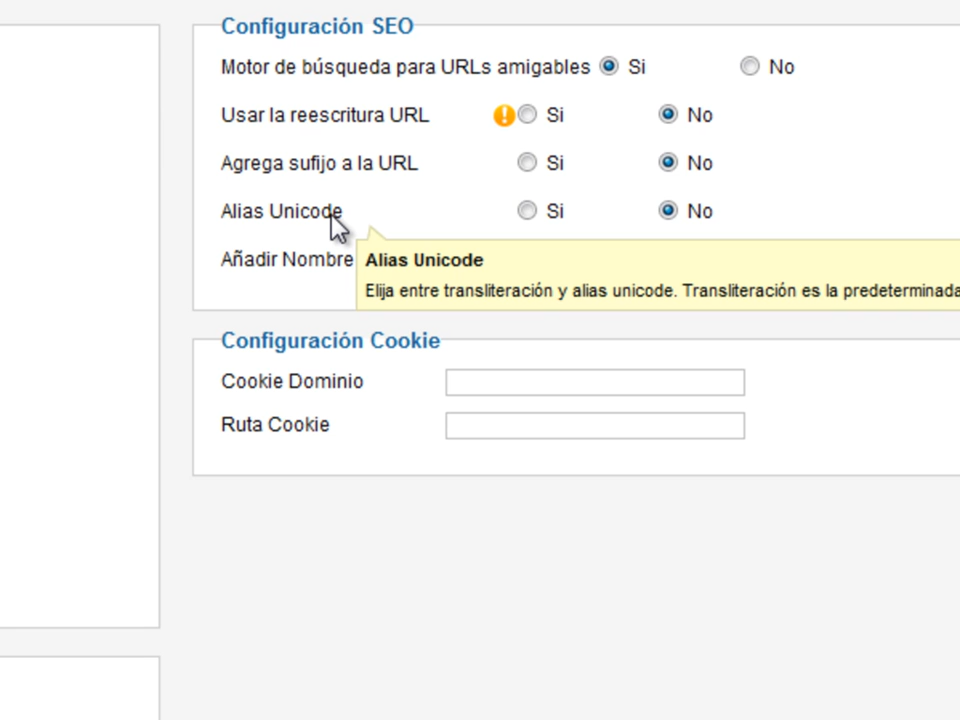 Configuración SEO
Motor de búsqueda para URLs amigables Si No
Usar la reescritura URL Si No
Agrega sufijo a la URL Si No
Alias Unicode Si No
Añadir Nombre
Alias Unicode
Elija entre transliteración y alias unicode. Transliteración es la predeterminada
Configuración Cookie
Cookie Dominio
Ruta Cookie